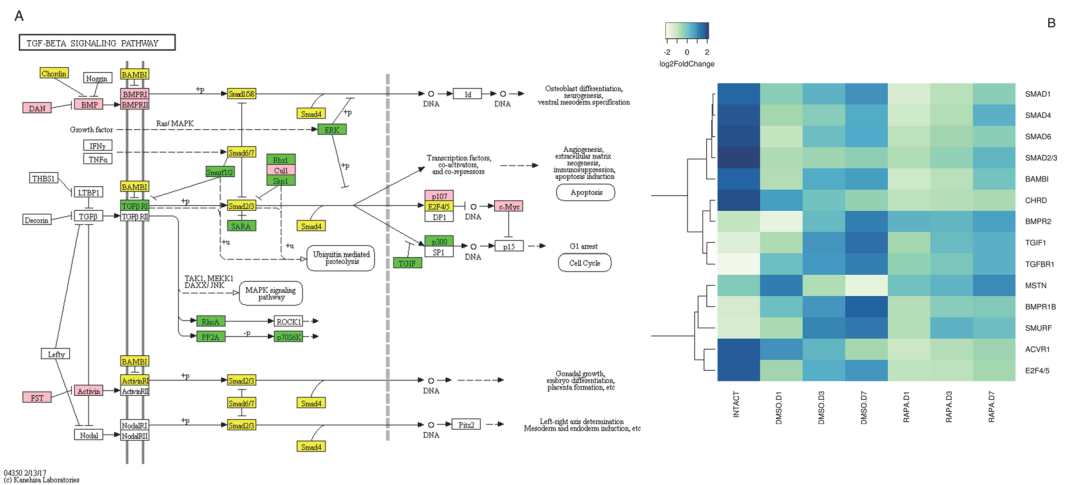 A
B
TGF-BETA SIGNALING PATHWAY
-2 0 2
log2FoldChange
Chordin
Noggin
BAMBI
DAN
BMP
BMPRI
BMPRII
+p
Smad1/5/8
Smad4
DNA
Id
DNA
Osteoblast differentiation,
neurogenesis,
ventral mesoderm specification
Growth factor
Ras/ MAPK
ERK
+p
IFNγ
TNFα
Smad6/7
Rbx1
Cul1
Skp1
Smurf1/2
THBS1
LTBP1
BAMBI
TGFβRI
TGFβRII
Decorin
TGFβ
+p
Smad2/3
SARA
Smad4
+p
Transcription factors,
co-activators, and
co-repressors
Angiogenesis,
extracellular matrix
neogenesis,
immunosuppression,
apoptosis induction
Apoptosis
p107
E2F4/5
DP1
DNA
c-Myc
p300
SP1
DNA
p15
G1 arrest
Cell Cycle
TGIF
+u
+u
Ubiquitin mediated
proteolysis
TAK1, MEKK1
DAXX/ JNK
MAPK signaling
pathway
RhoA
ROCK1
PP2A
-p
p70S6K
Lefty
BAMBI
FST
Activin
ActivinRI
ActivinRII
+p
Smad2/3
Smad4
DNA
Gonadal growth,
embryo differentiation,
placenta formation, etc
Smad6/7
Nodal
NodalRI
NodalRII
+p
Smad2/3
Smad4
DNA
Pitx2
Left-right axis determination
Mesoderm and endoderm induction, etc
04350 2/13/17
(c) Kanehisa Laboratories
SMAD1
SMAD4
SMAD6
SMAD2/3
BAMBI
CHRD
BMPR2
TGIF1
TGFBR1
MSTN
BMPR1B
SMURF
ACVR1
E2F4/5
INTACT
DMSO.D1
DMSO.D3
DMSO.D7
RAPA.D1
RAPA.D3
RAPA.D7